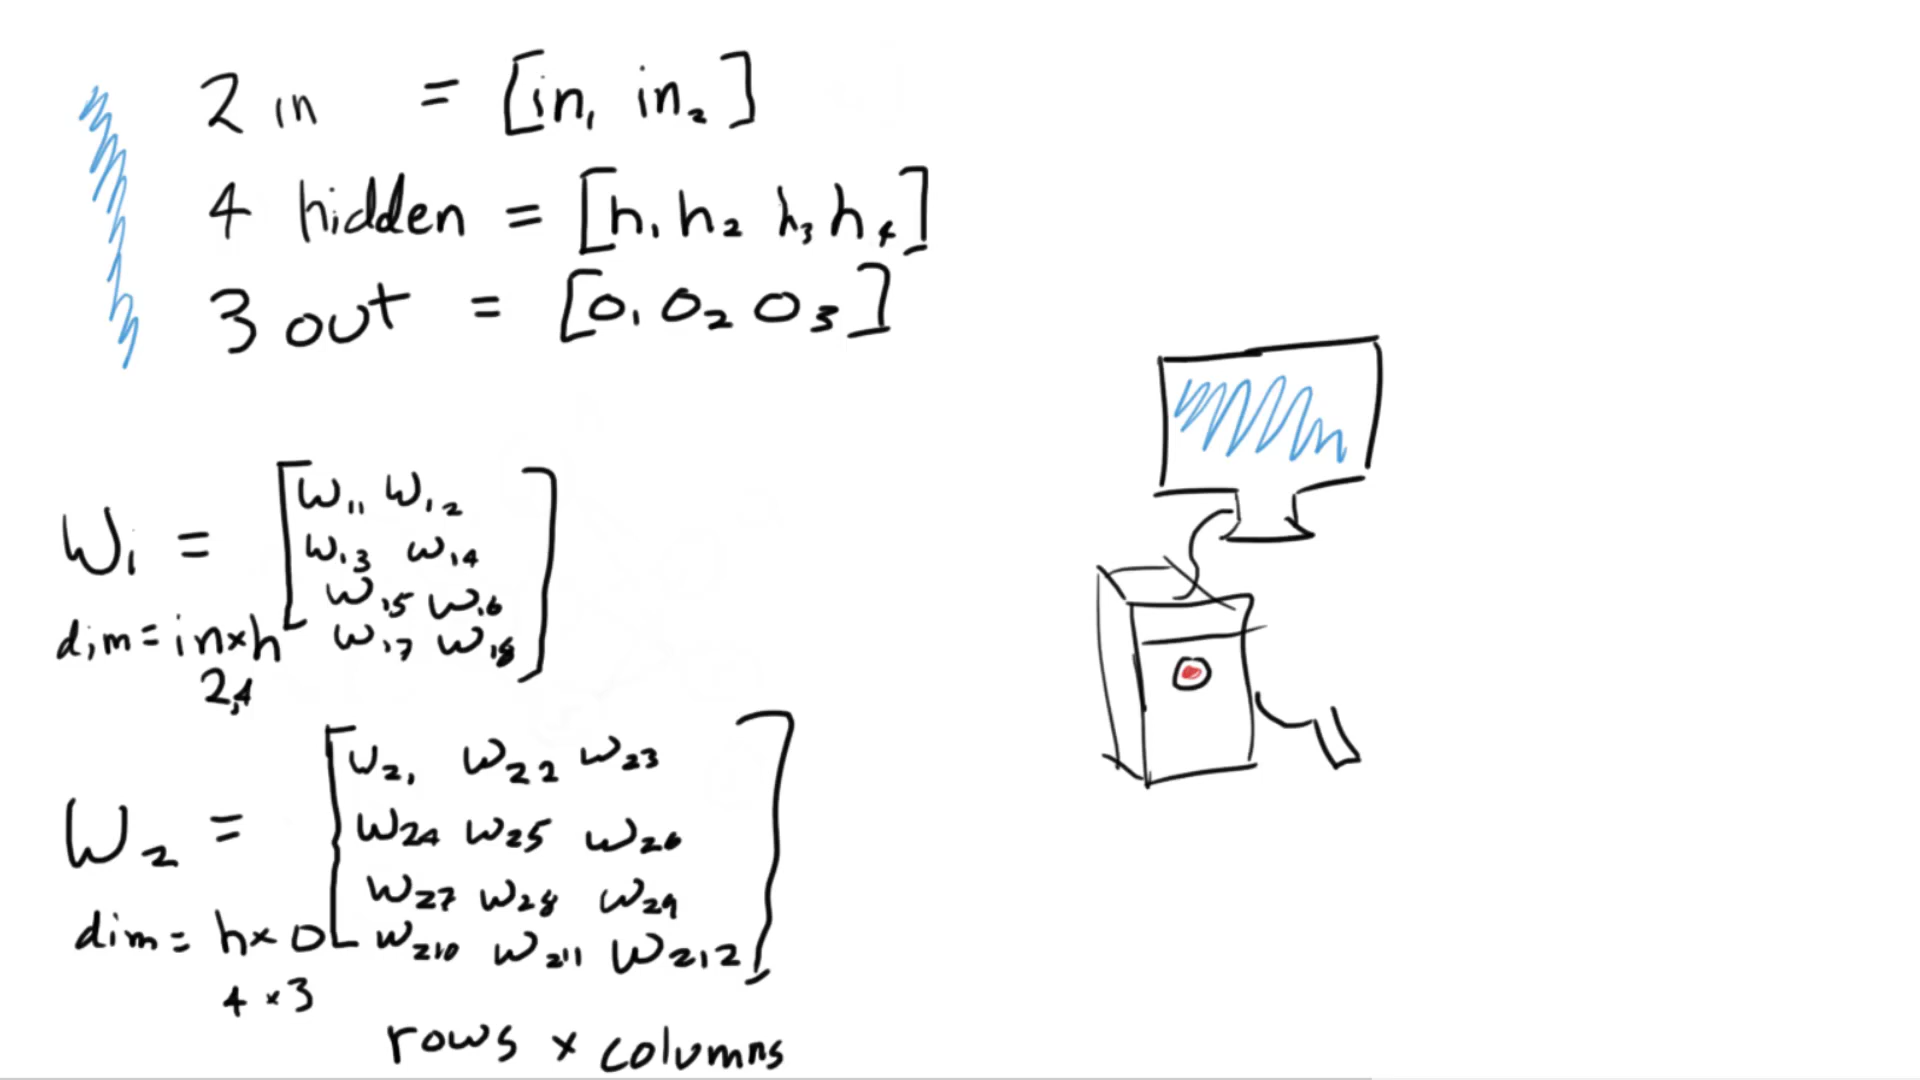 2 in = [in₁ in₂]
4 hidden = [h₁ h₂ h₃ h₄]
3 out = [o₁ o₂ o₃]
W₁ = [w₁₁ w₁₂
w₁₃ w₁₄
w₁₅ w₁₆
w₁₇ w₁₈]
dim = in×h
2,4
W₂ = [w₂₁ w₂₂ w₂₃
w₂₄ w₂₅ w₂₆
w₂₇ w₂₈ w₂₉
w₂₁₀ w₂₁₁ w₂₁₂]
dim = h×o
4×3
rows × columns